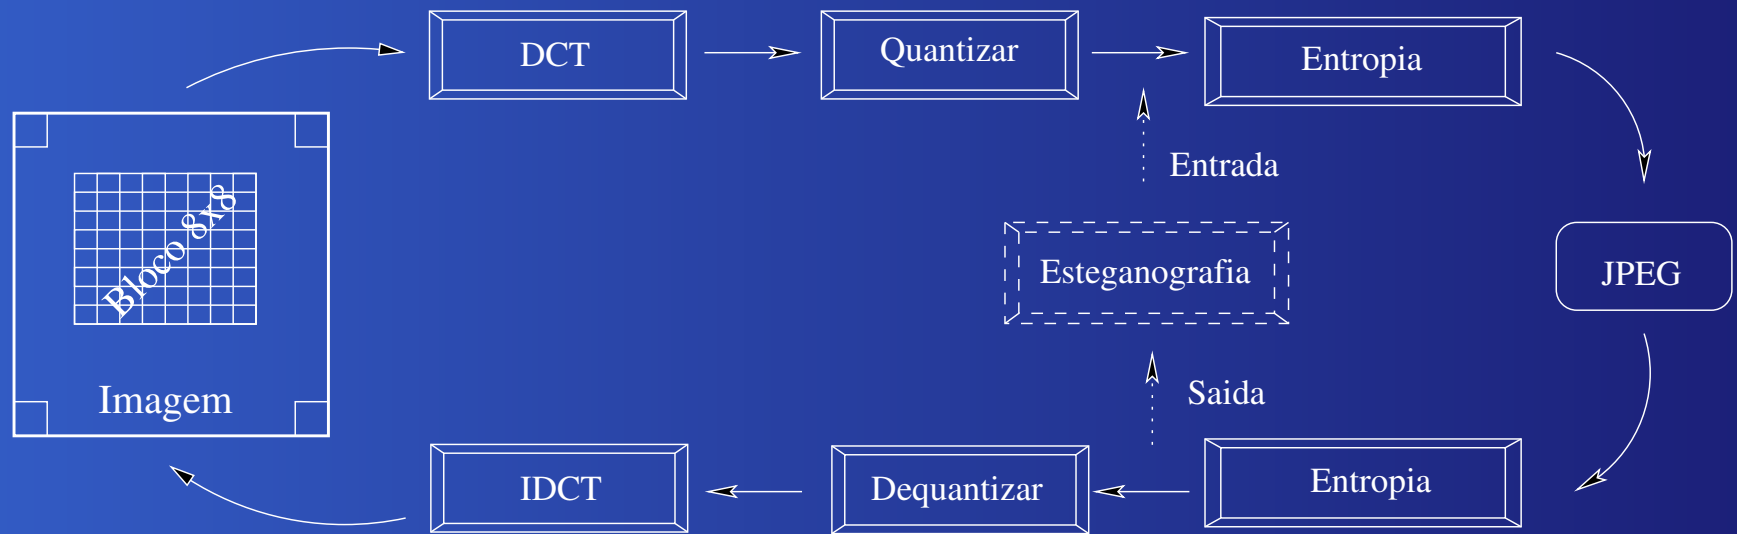 DCT
Quantizar
Entropia
Entrada
Bloco 8x8
Esteganografia
JPEG
Imagem
Saida
IDCT
Dequantizar
Entropia